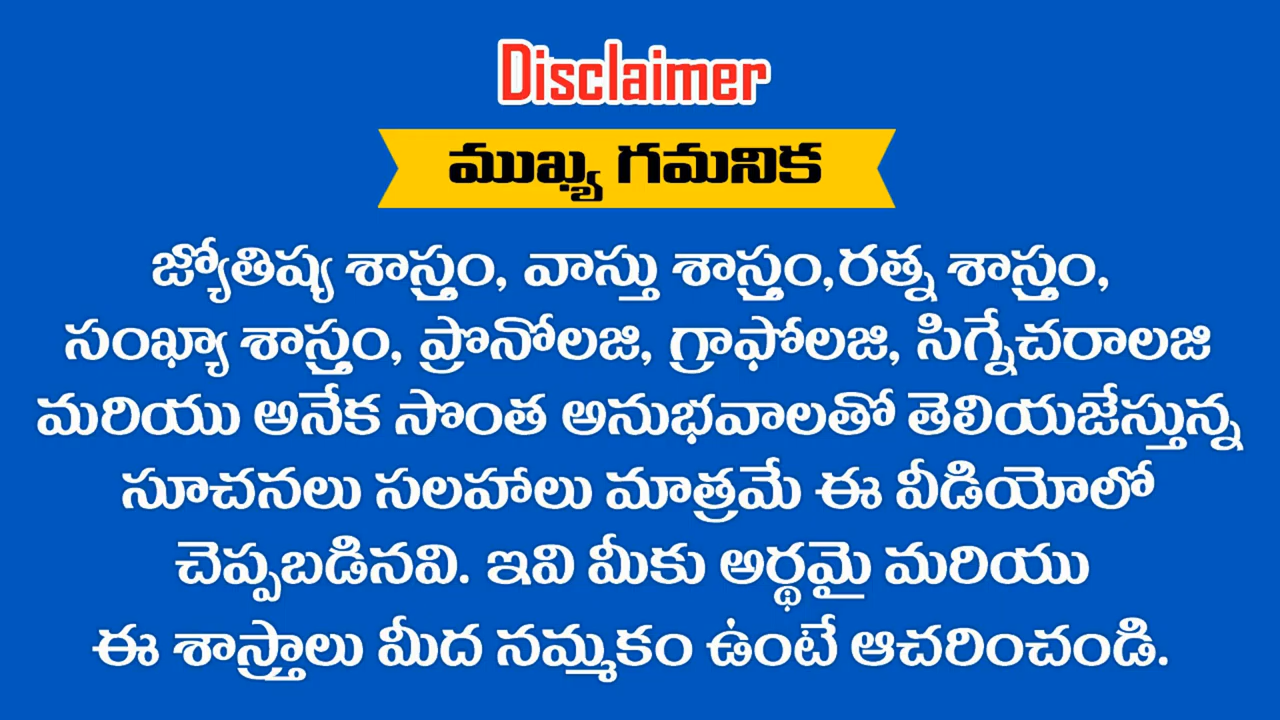 Disclaimer
ముఖ్య గమనిక
జ్యోతిష్య శాస్త్రం, వాస్తు శాస్త్రం,రత్న శాస్త్రం,
సంఖ్యా శాస్త్రం, ప్రొనోలజి, గ్రాఫోలజి, సిగ్నేచరాలజి
మరియు అనేక సొంత అనుభవాలతో తెలియజేస్తున్న
సూచనలు సలహాలు మాత్రమే ఈ వీడియోలో
చెప్పబడినవి. ఇవి మీకు అర్థమై మరియు
ఈ శాస్త్రాలు మీద నమ్మకం ఉంటే ఆచరించండి.